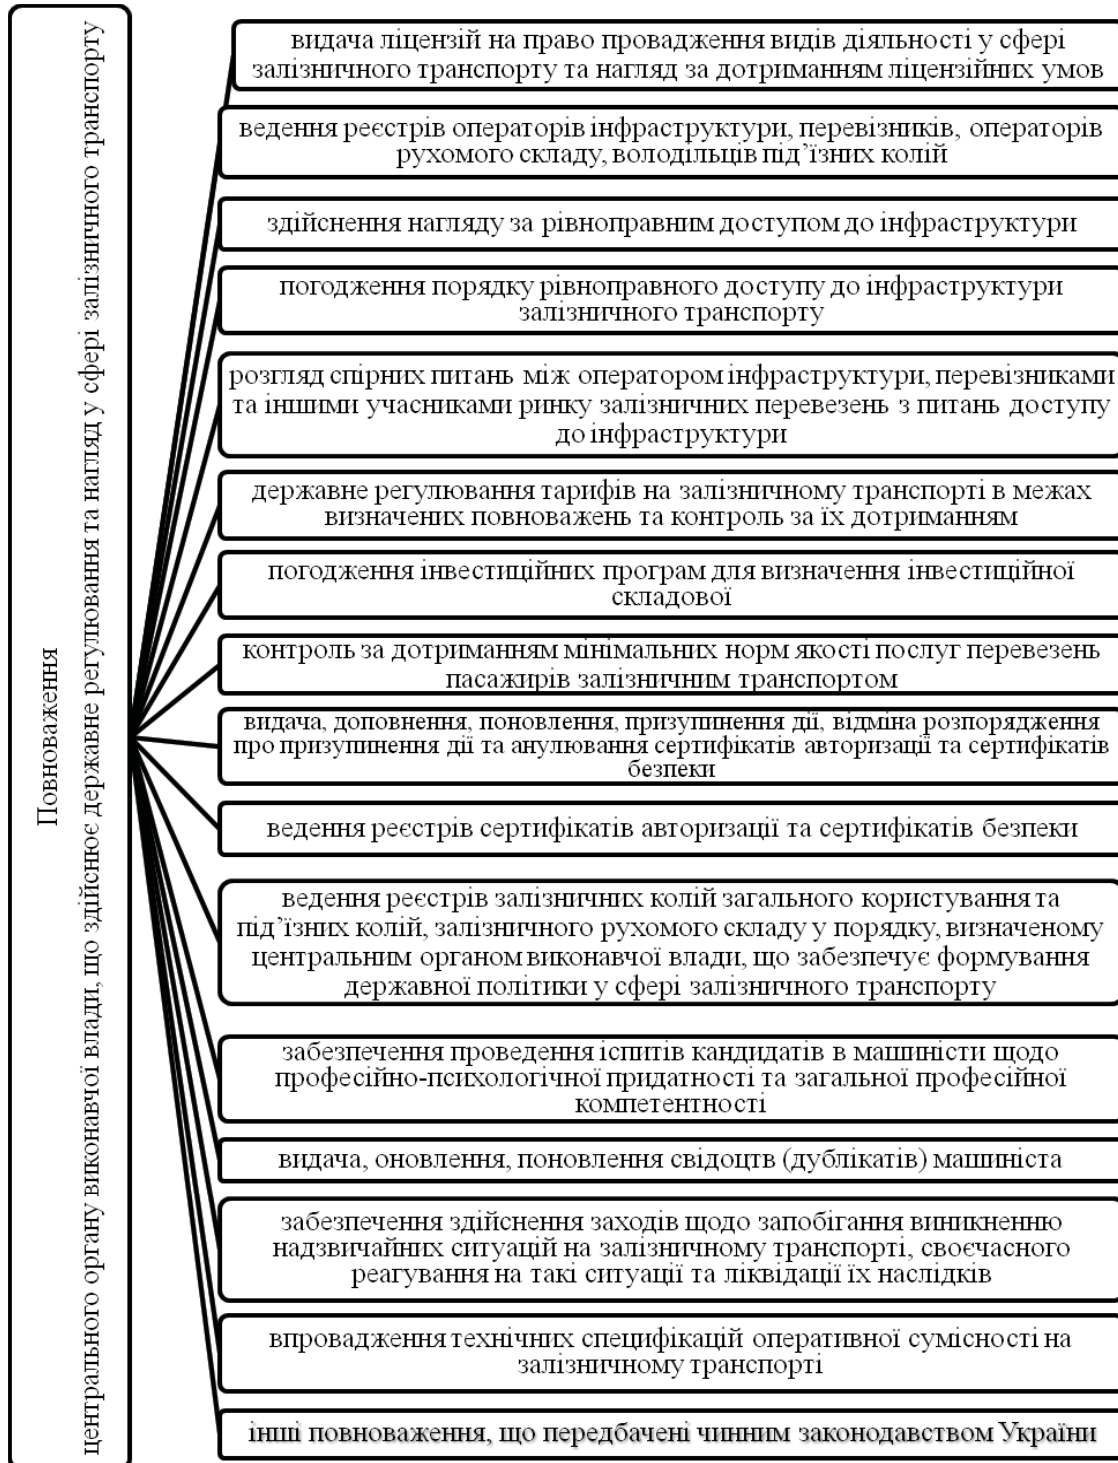 Повноваження
центрального органу виконавчої влади, що здійснює державне регулювання та нагляд у сфері залізничного транспорту
видача ліцензій на право провадження видів діяльності у сфері
залізничного транспорту та нагляд за дотриманням ліцензійних умов
ведення реєстрів операторів інфраструктури, перевізників, операторів
рухомого складу, володільців під’їзних колій
здійснення нагляду за рівноправним доступом до інфраструктури
погодження порядку рівноправного доступу до інфраструктури
залізничного транспорту
розгляд спірних питань між оператором інфраструктури, перевізниками
та іншими учасниками ринку залізничних перевезень з питань доступу
до інфраструктури
державне регулювання тарифів на залізничному транспорті в межах
визначених повноважень та контроль за їх дотриманням
погодження інвестиційних програм для визначення інвестиційної
складової
контроль за дотриманням мінімальних норм якості послуг перевезень
пасажирів залізничним транспортом
видача, доповнення, поновлення, призупинення дії, відміна розпорядження
про призупинення дії та анулювання сертифікатів авторизації та сертифікатів
безпеки
ведення реєстрів сертифікатів авторизації та сертифікатів безпеки
ведення реєстрів залізничних колій загального користування та
під’їзних колій, залізничного рухомого складу у порядку, визначеному
центральним органом виконавчої влади, що забезпечує формування
державної політики у сфері залізничного транспорту
забезпечення проведення іспитів кандидатів в машиністи щодо
професійно-психологічної придатності та загальної професійної
компетентності
видача, оновлення, поновлення свідоцтв (дублікатів) машиніста
забезпечення здійснення заходів щодо запобігання виникненню
надзвичайних ситуацій на залізничному транспорті, своєчасного
реагування на такі ситуації та ліквідації їх наслідків
впровадження технічних специфікацій оперативної сумісності на
залізничному транспорті
інші повноваження, що передбачені чинним законодавством України